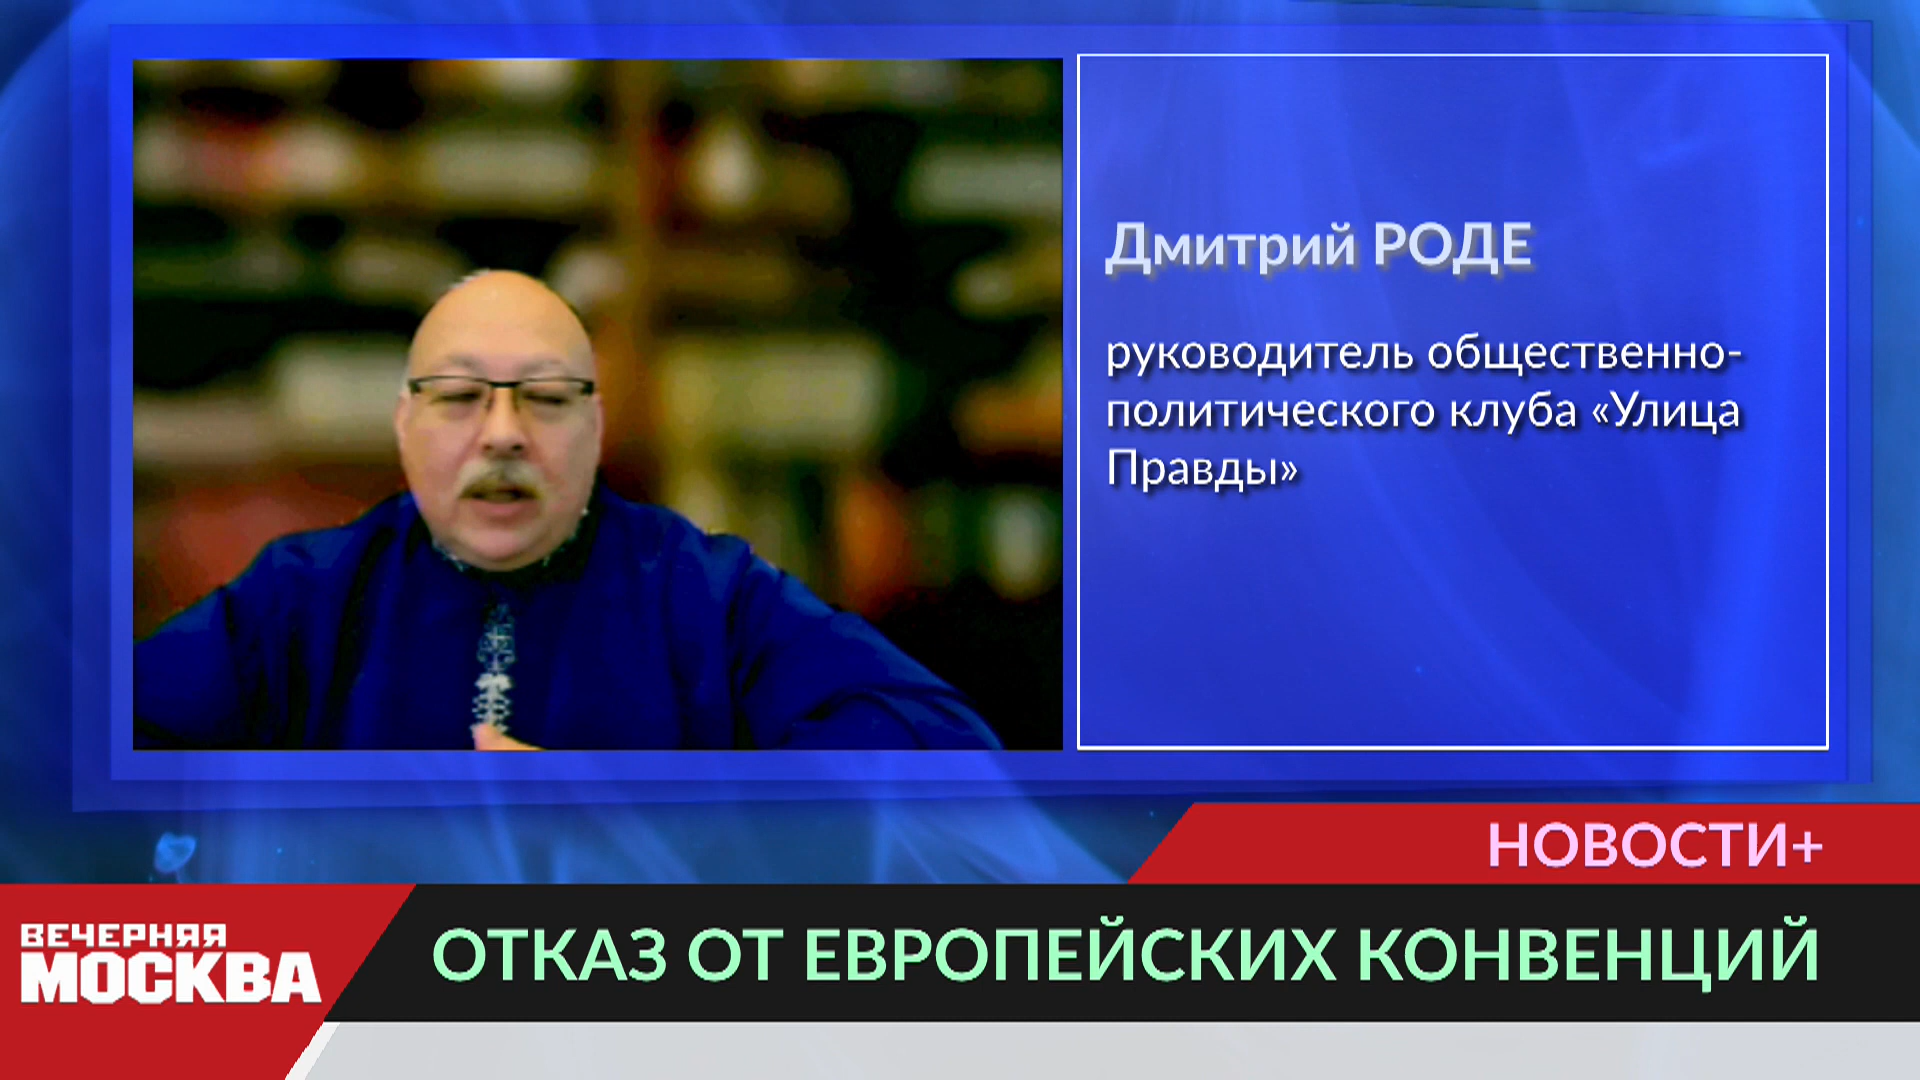 Дмитрий РОДЕ
руководитель общественно-
политического клуба «Улица
Правды»
НОВОСТИ+
ВЕЧЕРНЯЯ
МОСКВА
ОТКАЗ ОТ ЕВРОПЕЙСКИХ КОНВЕНЦИЙ